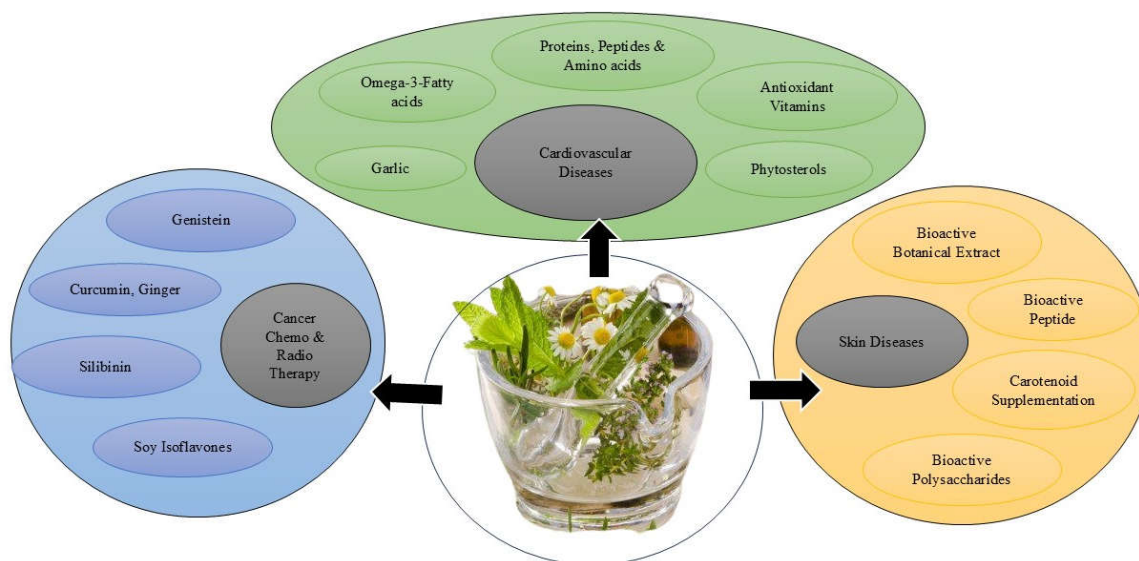 Proteins, Peptides &
Amino acids
Omega-3-Fatty
acids
Antioxidant
Vitamins
Garlic
Cardiovascular
Diseases
Phytosterols
Genistein
Curcumin, Ginger
Silibinin
Soy Isoflavones
Cancer
Chemo &
Radio
Therapy
Bioactive
Botanical Extract
Bioactive
Peptide
Skin Diseases
Carotenoid
Supplementation
Bioactive
Polysaccharides